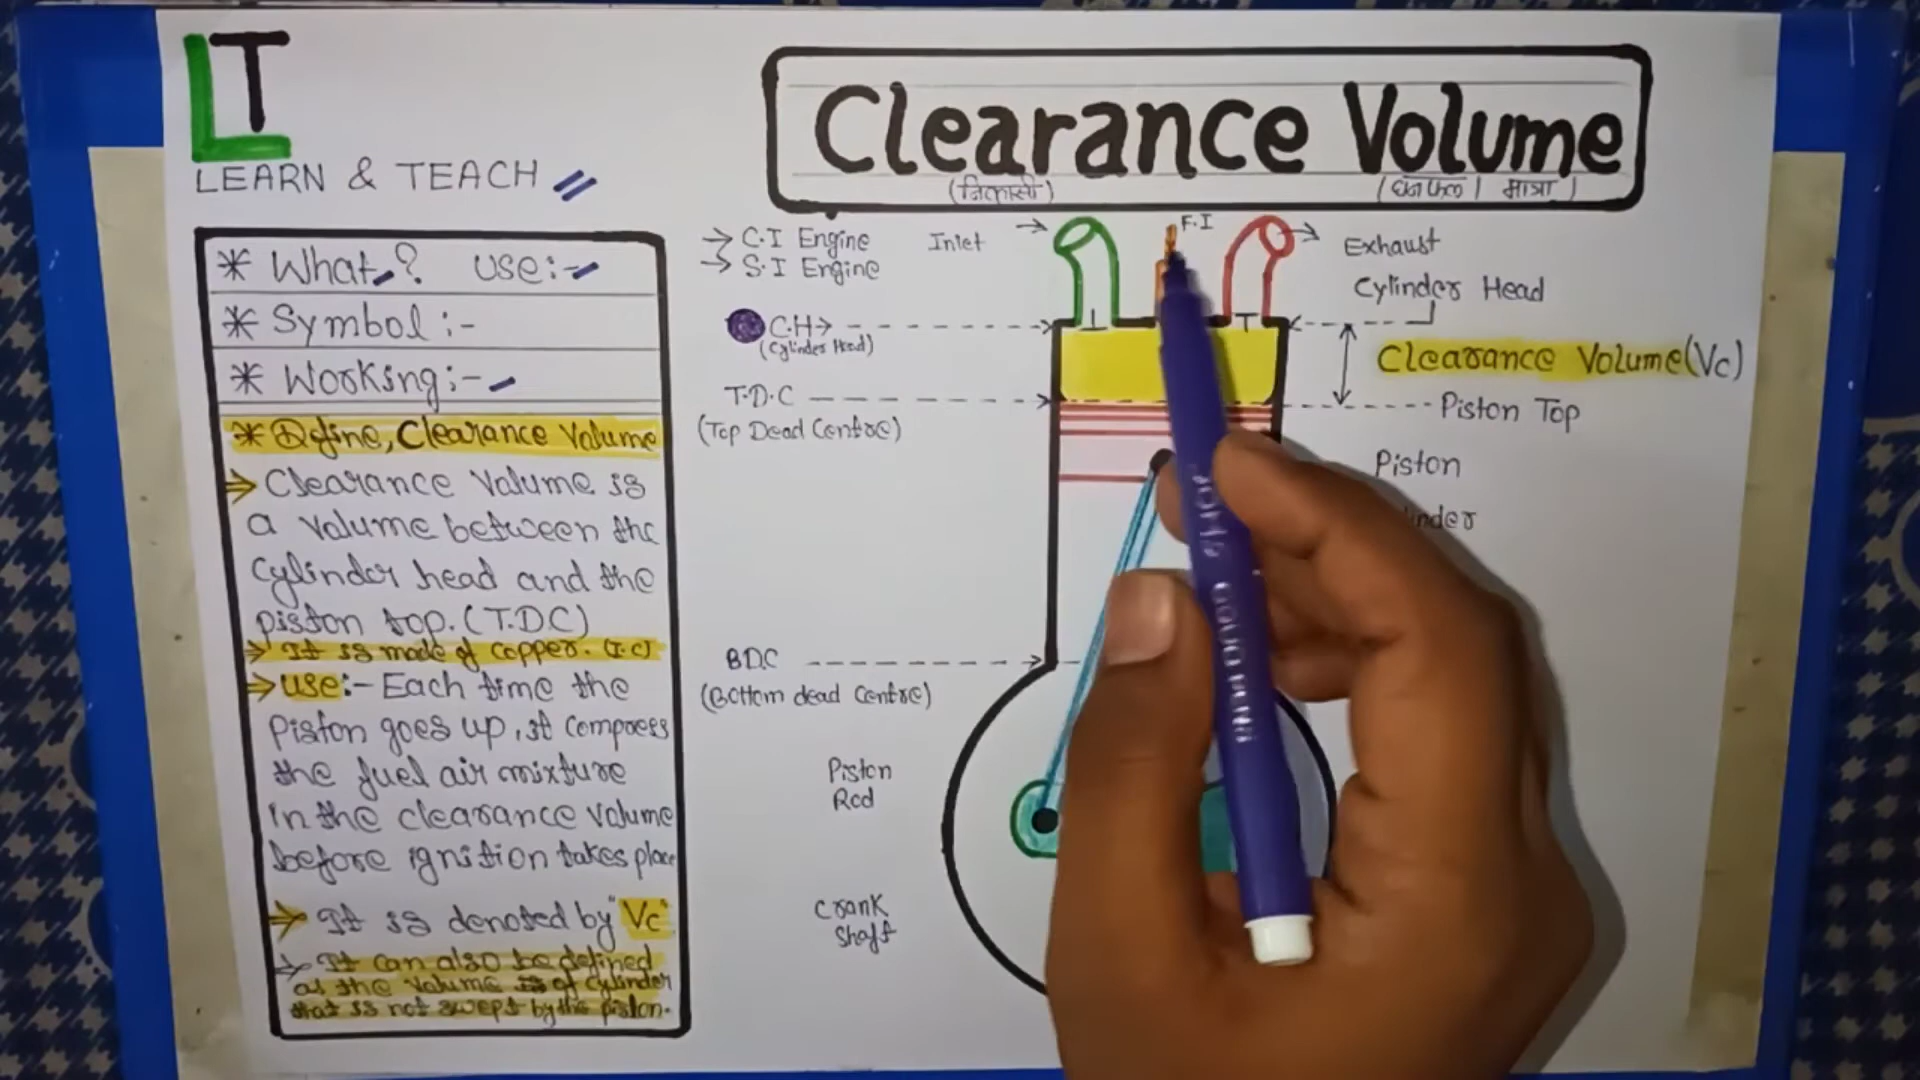 LT
LEARN & TEACH
Clearance Volume
(निकासी) (घनफल / मात्रा)
* What? use:-
* Symbol:-
* Working:-
* Define, Clearance Volume
→ Clearance Volume is
a volume between the
cylinder head and the
piston top. (T.D.C)
→ It is made of copper. (I.C)
→ use:- Each time the
Piston goes up, it compress
the fuel air mixture
in the clearance volume
before ignition takes place
→ It is denoted by "Vc"
→ It can also be defined
as the volume is of cylinder
that is not swept by the piston.
→ C.I Engine
→ S.I Engine
Inlet
F.I
Exhaust
Cylinder Head
C.H→
(Cylinder Head)
Clearance Volume (Vc)
T.D.C
(Top Dead Centre)
Piston Top
Piston
inder
B.D.C
(Bottom dead Centre)
Piston
Rod
Crank
Shaft